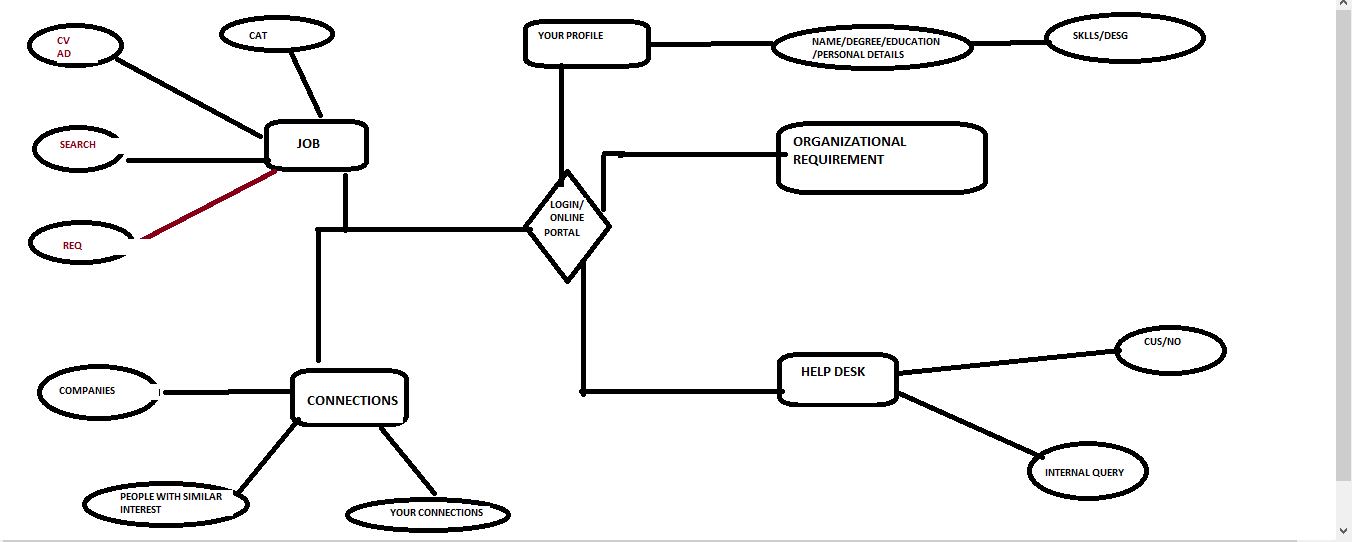 CV
AD
CAT
YOUR PROFILE
NAME/DEGREE/EDUCATION
/PERSONAL DETAILS
SKLLS/DESG
SEARCH
JOB
ORGANIZATIONAL
REQUIREMENT
REQ
LOGIN/
ONLINE
PORTAL
COMPANIES
CONNECTIONS
HELP DESK
CUS/NO
PEOPLE WITH SIMILAR
INTEREST
YOUR CONNECTIONS
INTERNAL QUERY